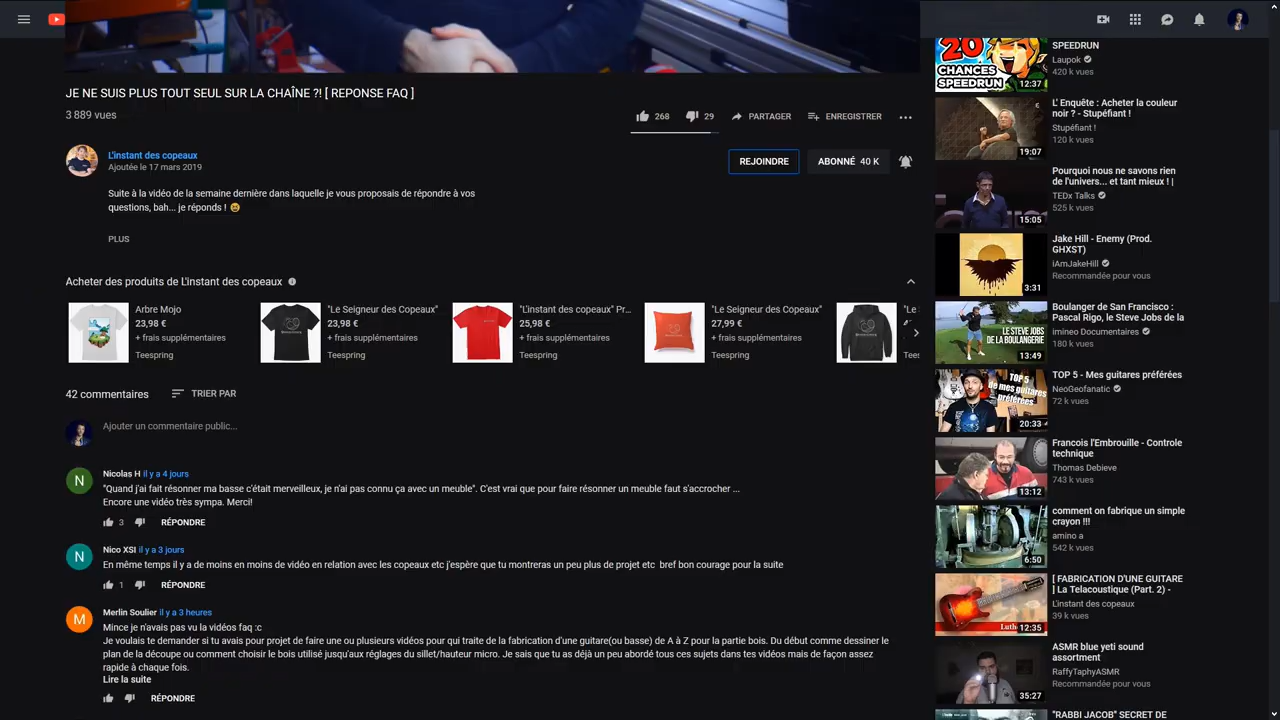 JE NE SUIS PLUS TOUT SEUL SUR LA CHAÎNE ?! [ RÉPONSE FAQ ]
3 889 vues
268
29
PARTAGER
ENREGISTRER
L'instant des copeaux
Ajoutée le 17 mars 2019
REJOINDRE
ABONNÉ 40 K
Suite à la vidéo de la semaine dernière dans laquelle je vous proposais de répondre à vos
questions, bah... je réponds !
PLUS
Acheter des produits de L'instant des copeaux
Arbre Mojo
23,98 €
+ frais supplémentaires
Teespring
"Le Seigneur des Copeaux"
23,98 €
+ frais supplémentaires
Teespring
"L'instant des copeaux" Pr...
25,98 €
+ frais supplémentaires
Teespring
"Le Seigneur des Copeaux"
27,99 €
+ frais supplémentaires
Teespring
42 commentaires
TRIER PAR
Ajouter un commentaire public...
N
Nicolas H il y a 4 jours
"Quand j'ai fait résonner ma basse c'était merveilleux, je n'ai pas connu ça avec un meuble". C'est vrai que pour faire résonner un meuble faut s'accrocher ...
Encore une vidéo très sympa. Merci!
3
RÉPONDRE
N
Nico XSI il y a 3 jours
En même temps il y a de moins en moins de vidéo en relation avec les copeaux etc j'espère que tu montreras un peu plus de projet etc bref bon courage pour la suite
1
RÉPONDRE
M
Merlin Soulier il y a 3 heures
Mince je n'avais pas vu la vidéos faq :c
Je voulais te demander si tu avais pour projet de faire une ou plusieurs vidéos pour qui traite de la fabrication d'une guitare(ou basse) de A à Z pour la partie bois. Du début comme dessiner le
plan de la découpe ou comment choisir le bois utilisé jusqu'aux réglages du sillet/hauteur micro. Je sais que tu as déjà un peu abordé tous ces sujets dans tes vidéos mais de façon assez
rapide à chaque fois.
Lire la suite
RÉPONDRE
20
CHANCES
SPEEDRUN
12:37
SPEEDRUN
Laupok
420 k vues
19:07
L' Enquête : Acheter la couleur
noir ? - Stupéfiant !
Stupéfiant !
120 k vues
15:05
Pourquoi nous ne savons rien
de l'univers... et tant mieux ! |
TEDx Talks
525 k vues
3:31
Jake Hill - Enemy (Prod.
GHXST)
iAmJakeHill
Recommandée pour vous
LE STEVE JOBS
DE LA BOULANGERIE
13:49
Boulanger de San Francisco :
Pascal Rigo, le Steve Jobs de la
imineo Documentaires
180 k vues
TOP 5
de mes guitares
préférées
20:33
TOP 5 - Mes guitares préférées
NéoGeofanatic
72 k vues
13:12
Francois l'Embrouille - Controle
technique
Thomas Debieve
743 k vues
6:50
comment on fabrique un simple
crayon !!!
amino a
542 k vues
Luth
12:35
[ FABRICATION D'UNE GUITARE
] La Telacoustique (Part. 2) -
L'instant des copeaux
39 k vues
35:27
ASMR blue yeti sound
assortment
RaffyTaphyASMR
Recommandée pour vous
"RABBI JACOB" SECRET DE